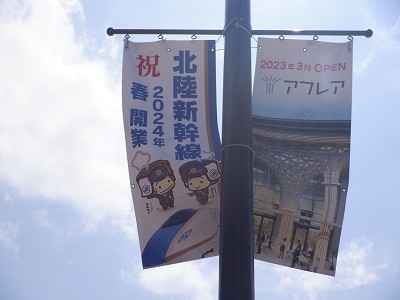 祝
北陸新幹線
2024年
春 開業
2023年3月 OPEN
アフレア